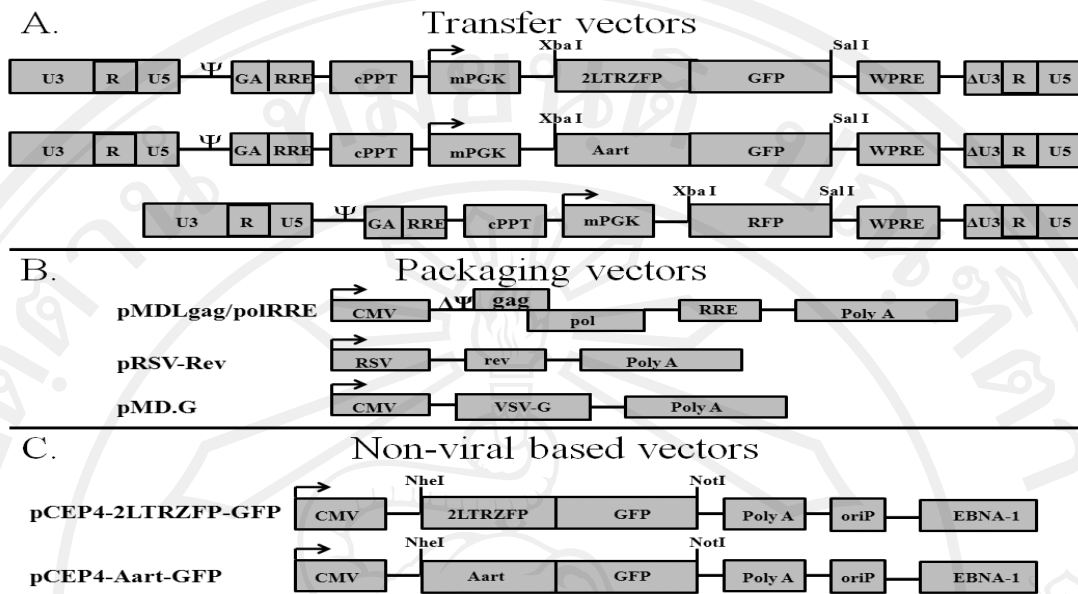 A. Transfer vectors
Xba I Sal I
U3 R U5 Ψ GA RRE cPPT mPGK 2LTRZFP GFP WPRE ΔU3 R U5
Xba I Sal I
U3 R U5 Ψ GA RRE cPPT mPGK Aart GFP WPRE ΔU3 R U5
Xba I Sal I
U3 R U5 Ψ GA RRE cPPT mPGK RFP WPRE ΔU3 R U5
B. Packaging vectors
pMDLgag/polRRE CMV ΔΨ gag pol RRE Poly A
pRSV-Rev RSV rev Poly A
pMD.G CMV VSV-G Poly A
C. Non-viral based vectors
NheI NotI
pCEP4-2LTRZFP-GFP CMV 2LTRZFP GFP Poly A oriP EBNA-1
NheI NotI
pCEP4-Aart-GFP CMV Aart GFP Poly A oriP EBNA-1